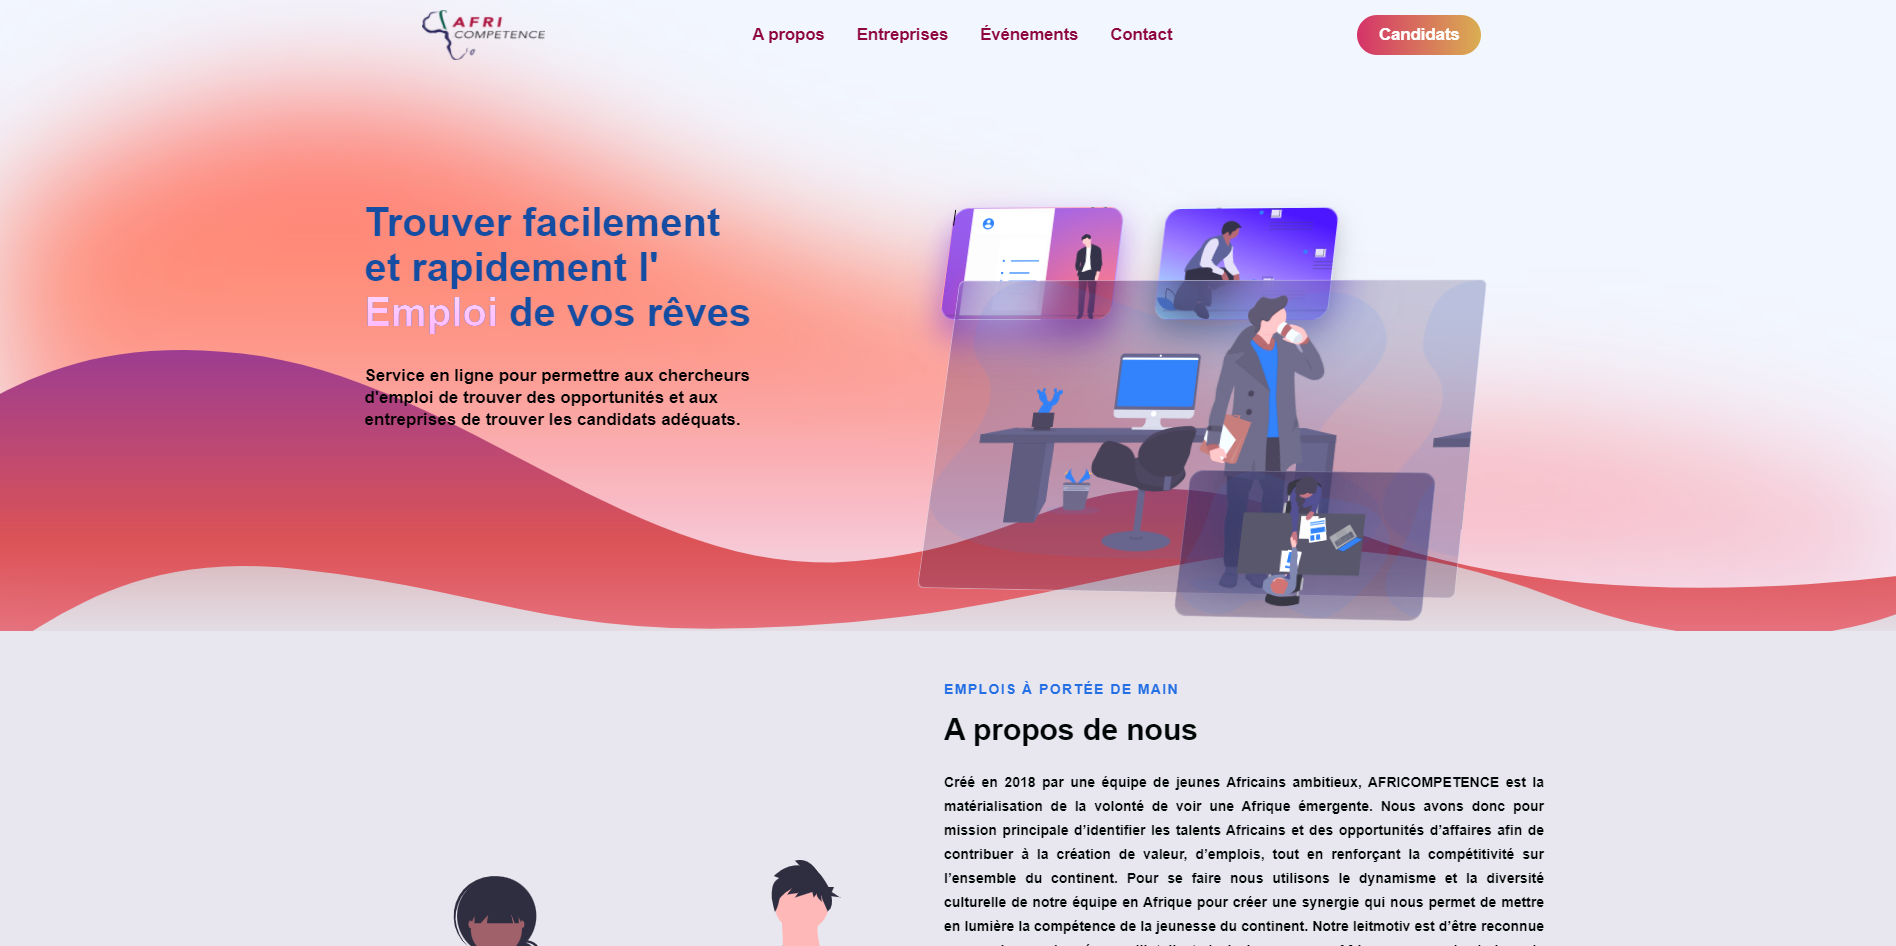 AFRI
COMPETENCE
A propos Entreprises Événements Contact Candidats
Trouver facilement
et rapidement l'
Emploi de vos rêves
Service en ligne pour permettre aux chercheurs
d'emploi de trouver des opportunités et aux
entreprises de trouver les candidats adéquats.
EMPLOIS À PORTÉE DE MAIN
A propos de nous
Créé en 2018 par une équipe de jeunes Africains ambitieux, AFRICOMPETENCE est la
matérialisation de la volonté de voir une Afrique émergente. Nous avons donc pour
mission principale d’identifier les talents Africains et des opportunités d’affaires afin de
contribuer à la création de valeur, d’emplois, tout en renforçant la compétitivité sur
l’ensemble du continent. Pour se faire nous utilisons le dynamisme et la diversité
culturelle de notre équipe en Afrique pour créer une synergie qui nous permet de mettre
en lumière la compétence de la jeunesse du continent. Notre leitmotiv est d’être reconnue